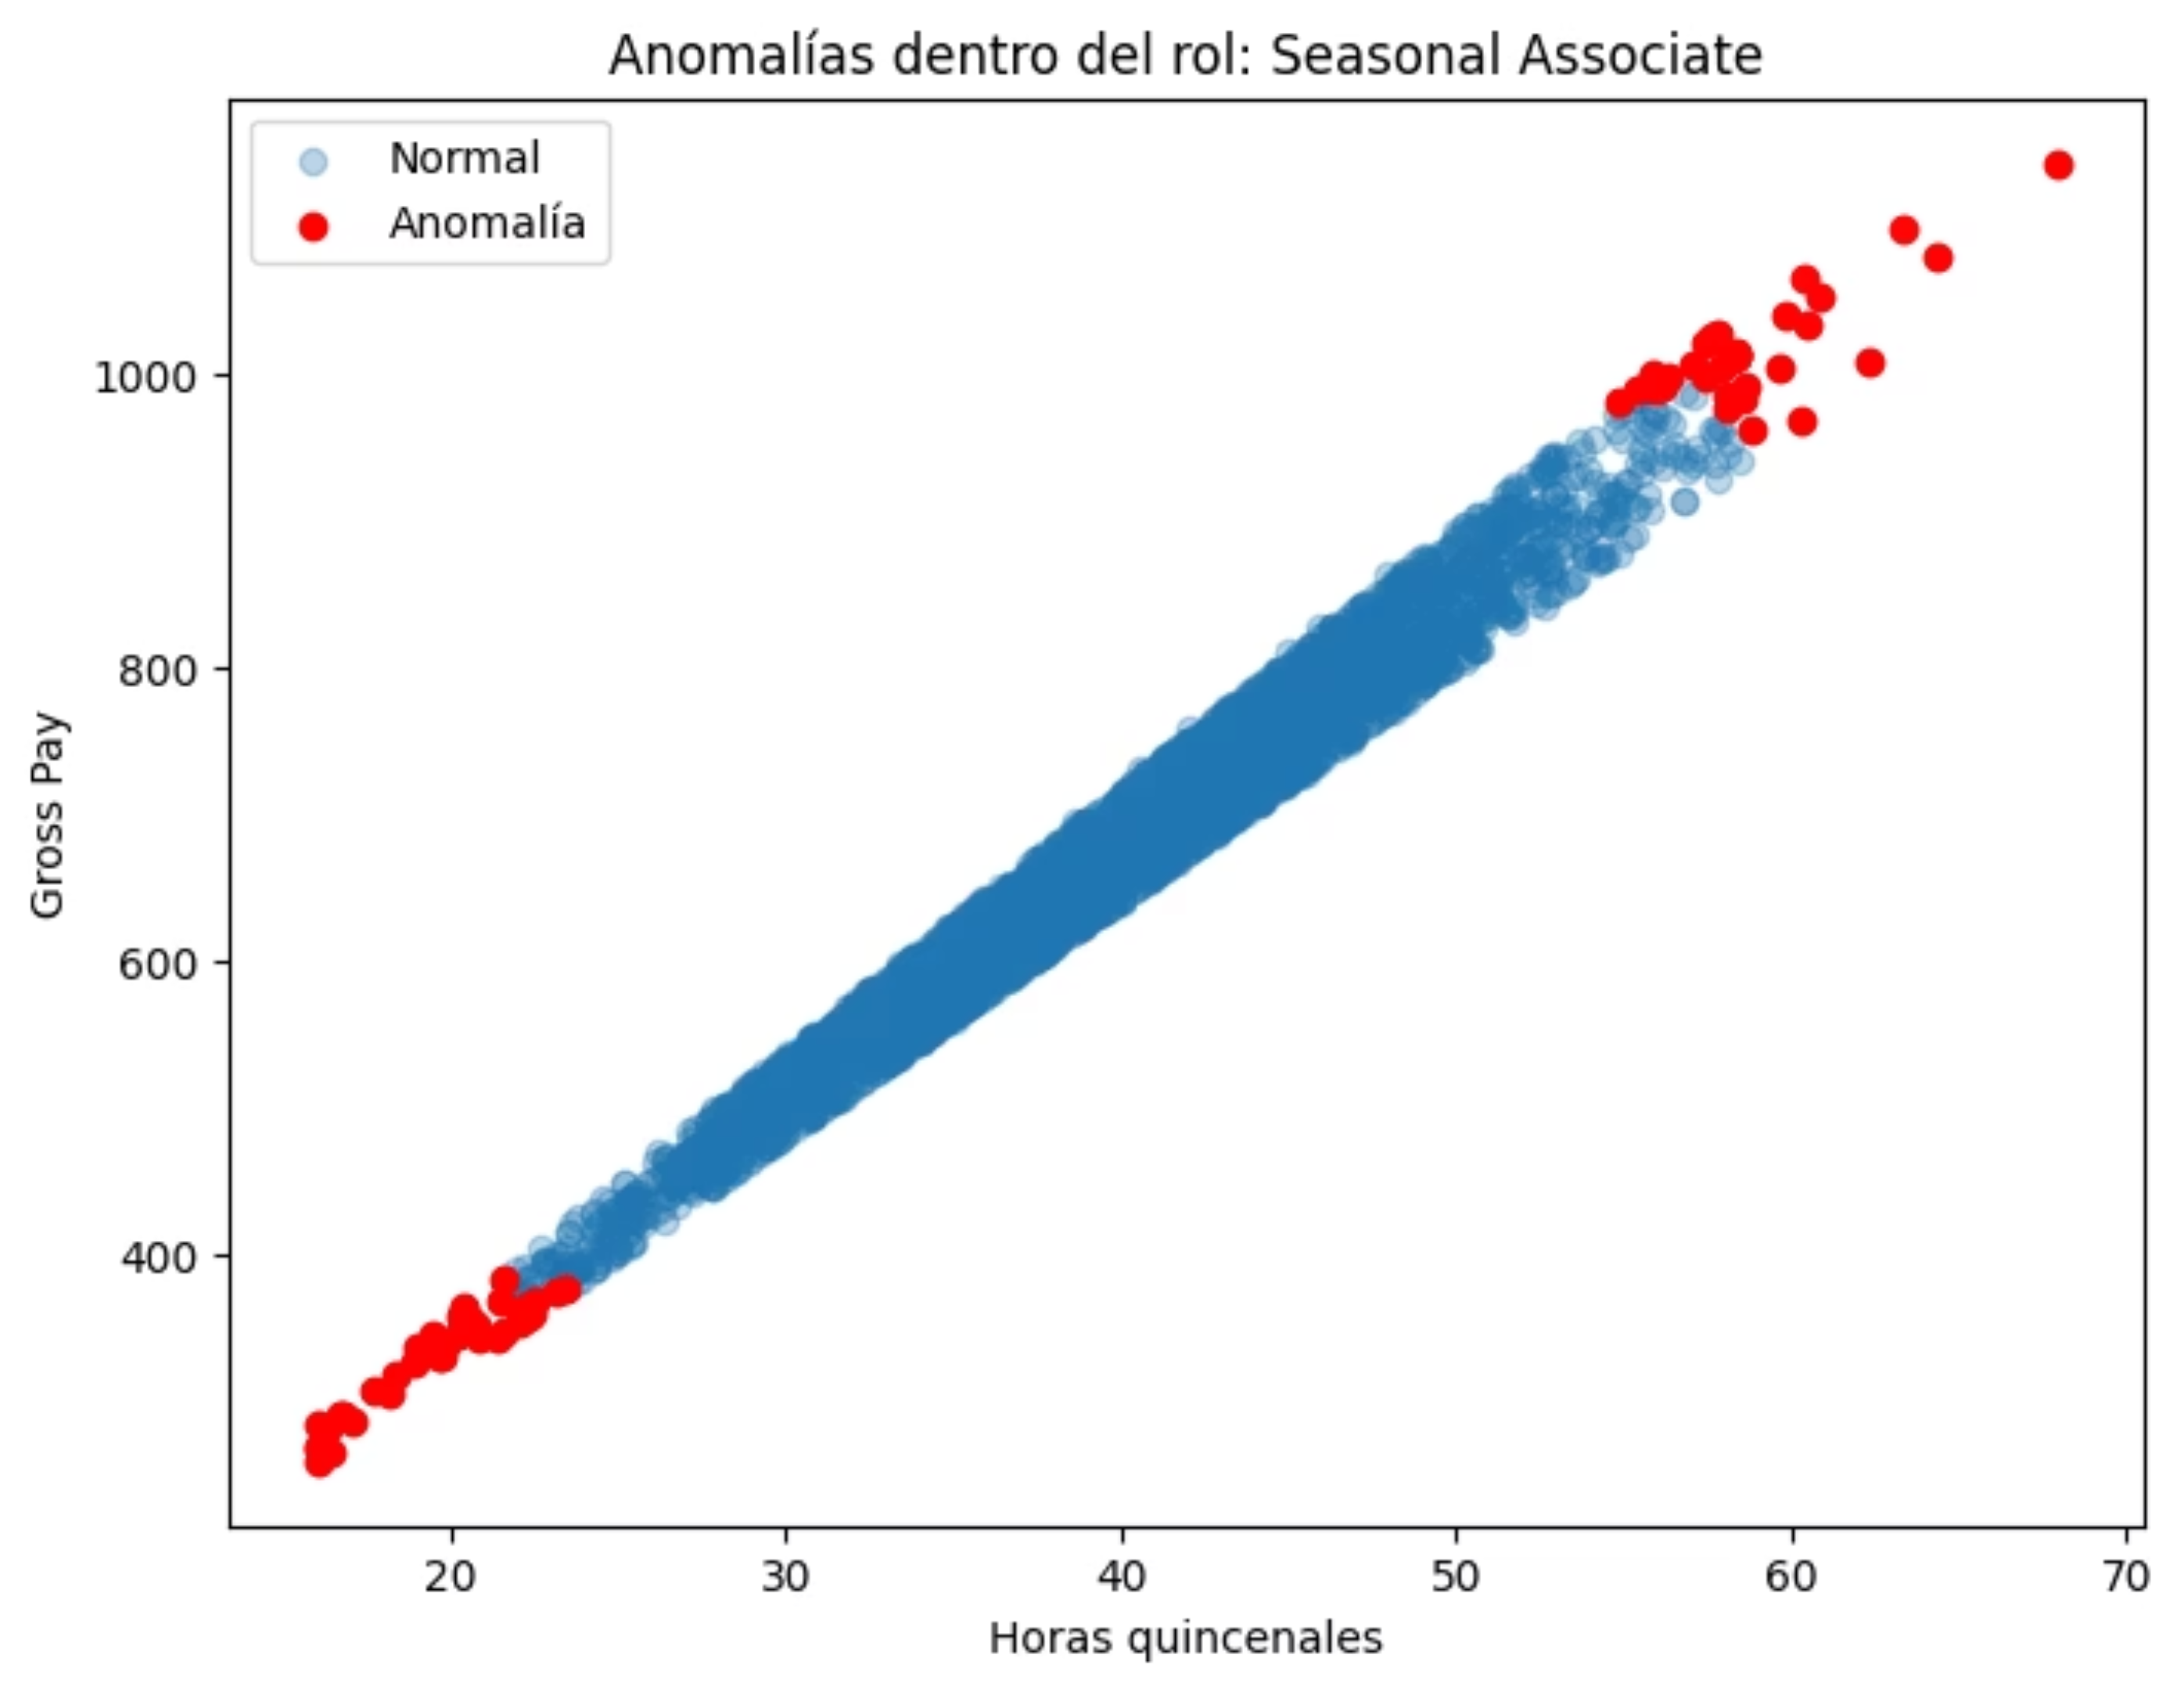 Anomalías dentro del rol: Seasonal Associate
Normal
Anomalía
1000
800
600
400
Gross Pay
20 30 40 50 60 70
Horas quincenales